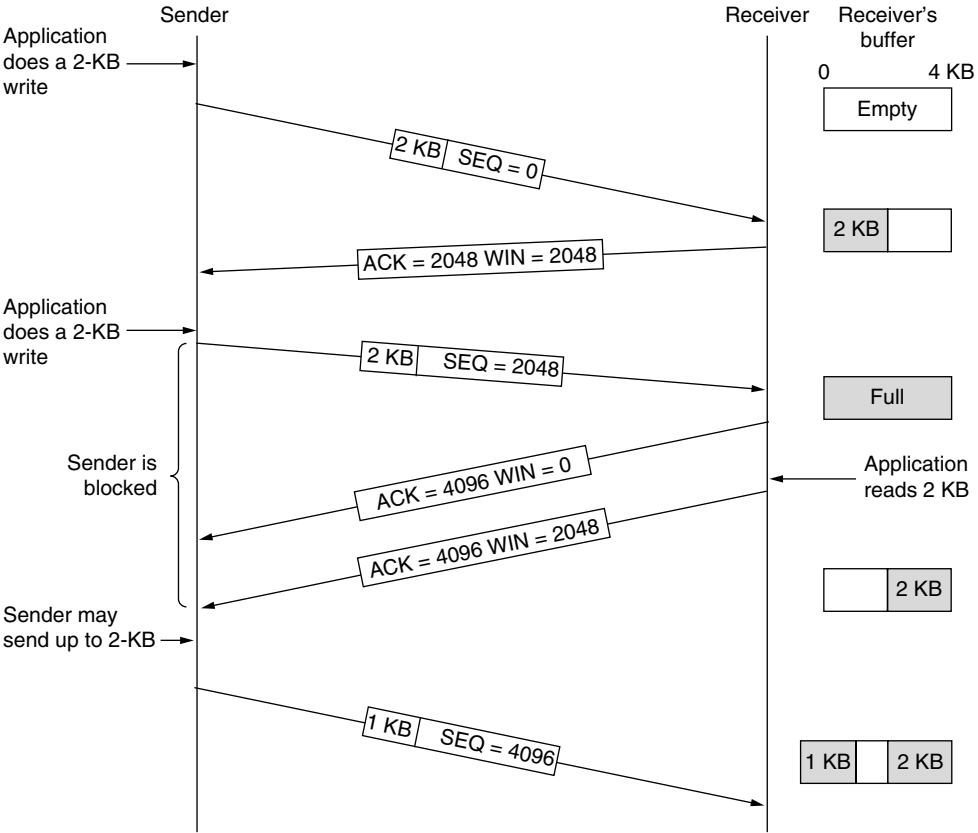 Sender
Receiver
Receiver's
buffer
Application
does a 2-KB
write
0
4 KB
Empty
2 KB
SEQ = 0
2 KB
ACK = 2048 WIN = 2048
Application
does a 2-KB
write
2 KB
SEQ = 2048
Full
Sender is
blocked
ACK = 4096 WIN = 0
Application
reads 2 KB
ACK = 4096 WIN = 2048
2 KB
Sender may
send up to 2-KB
1 KB
SEQ = 4096
1 KB
2 KB